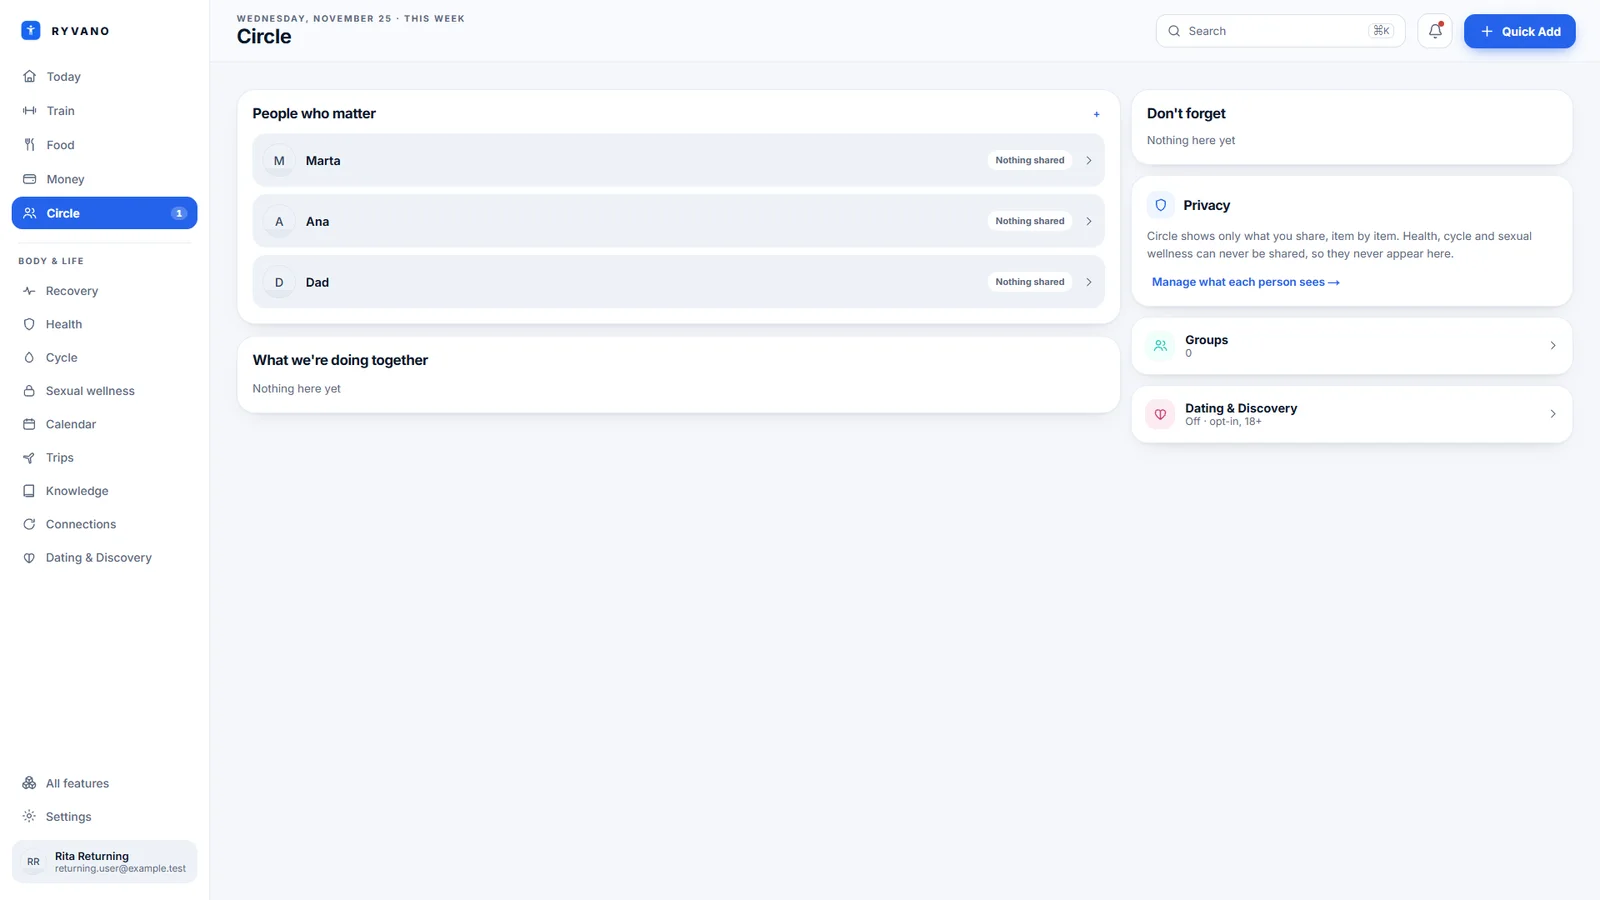 RYVANO
Today
Train
Food
Money
Circle 1
BODY & LIFE
Recovery
Health
Cycle
Sexual wellness
Calendar
Trips
Knowledge
Connections
Dating & Discovery
All features
Settings
RR
Rita Returning
returning.user@example.test
WEDNESDAY, NOVEMBER 25 · THIS WEEK
Circle
Search ⌘K
+ Quick Add
People who matter +
M Marta Nothing shared
A Ana Nothing shared
D Dad Nothing shared
What we're doing together
Nothing here yet
Don't forget
Nothing here yet
Privacy
Circle shows only what you share, item by item. Health, cycle and sexual
wellness can never be shared, so they never appear here.
Manage what each person sees →
Groups
0
Dating & Discovery
Off · opt-in, 18+